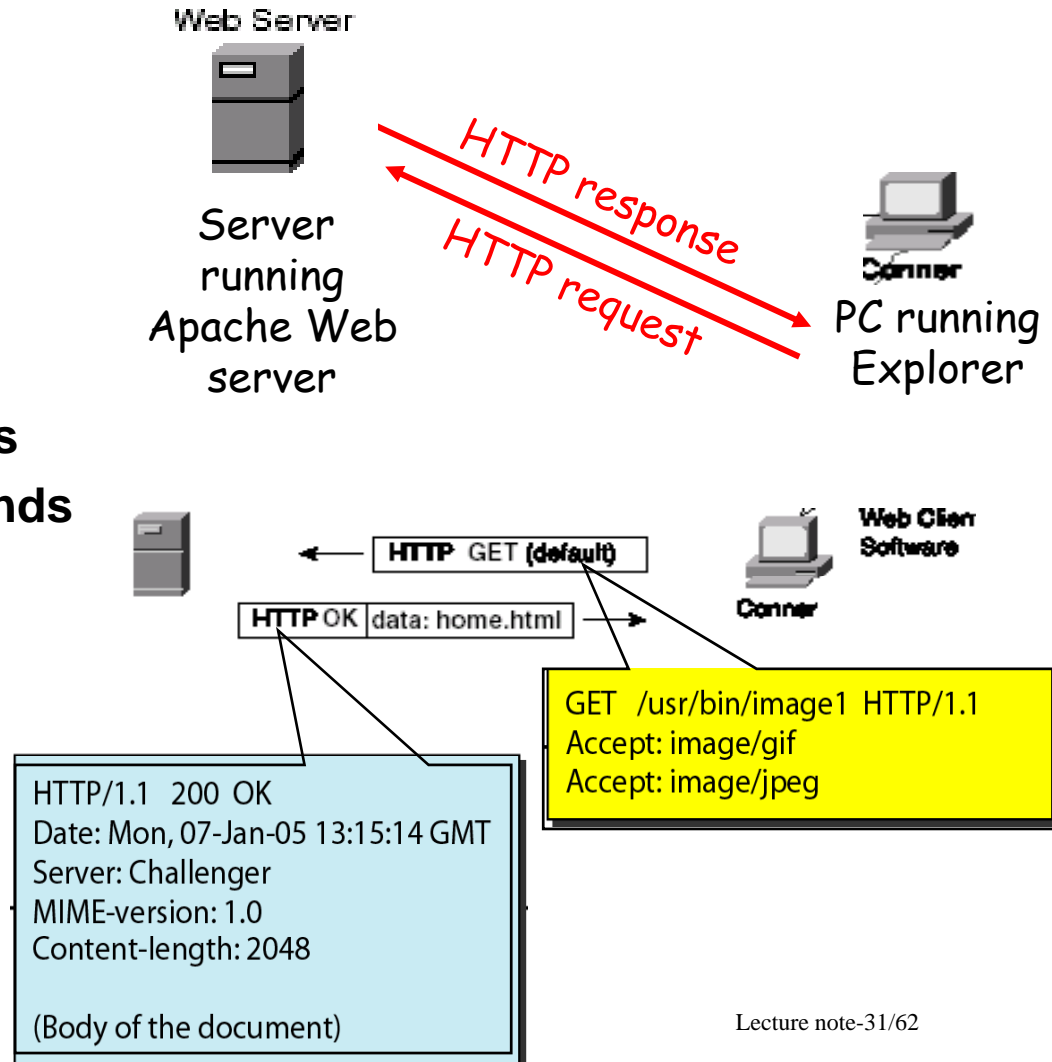 Web Server
HTTP response
HTTP request
Server
running
Apache Web
server
Conner
PC running
Explorer
s
nds
HTTP GET (default)
Web Clien
Software
Conner
HTTP OK data: home.html
GET /usr/bin/image1 HTTP/1.1
Accept: image/gif
Accept: image/jpeg
HTTP/1.1 200 OK
Date: Mon, 07-Jan-05 13:15:14 GMT
Server: Challenger
MIME-version: 1.0
Content-length: 2048
(Body of the document)
Lecture note-31/62